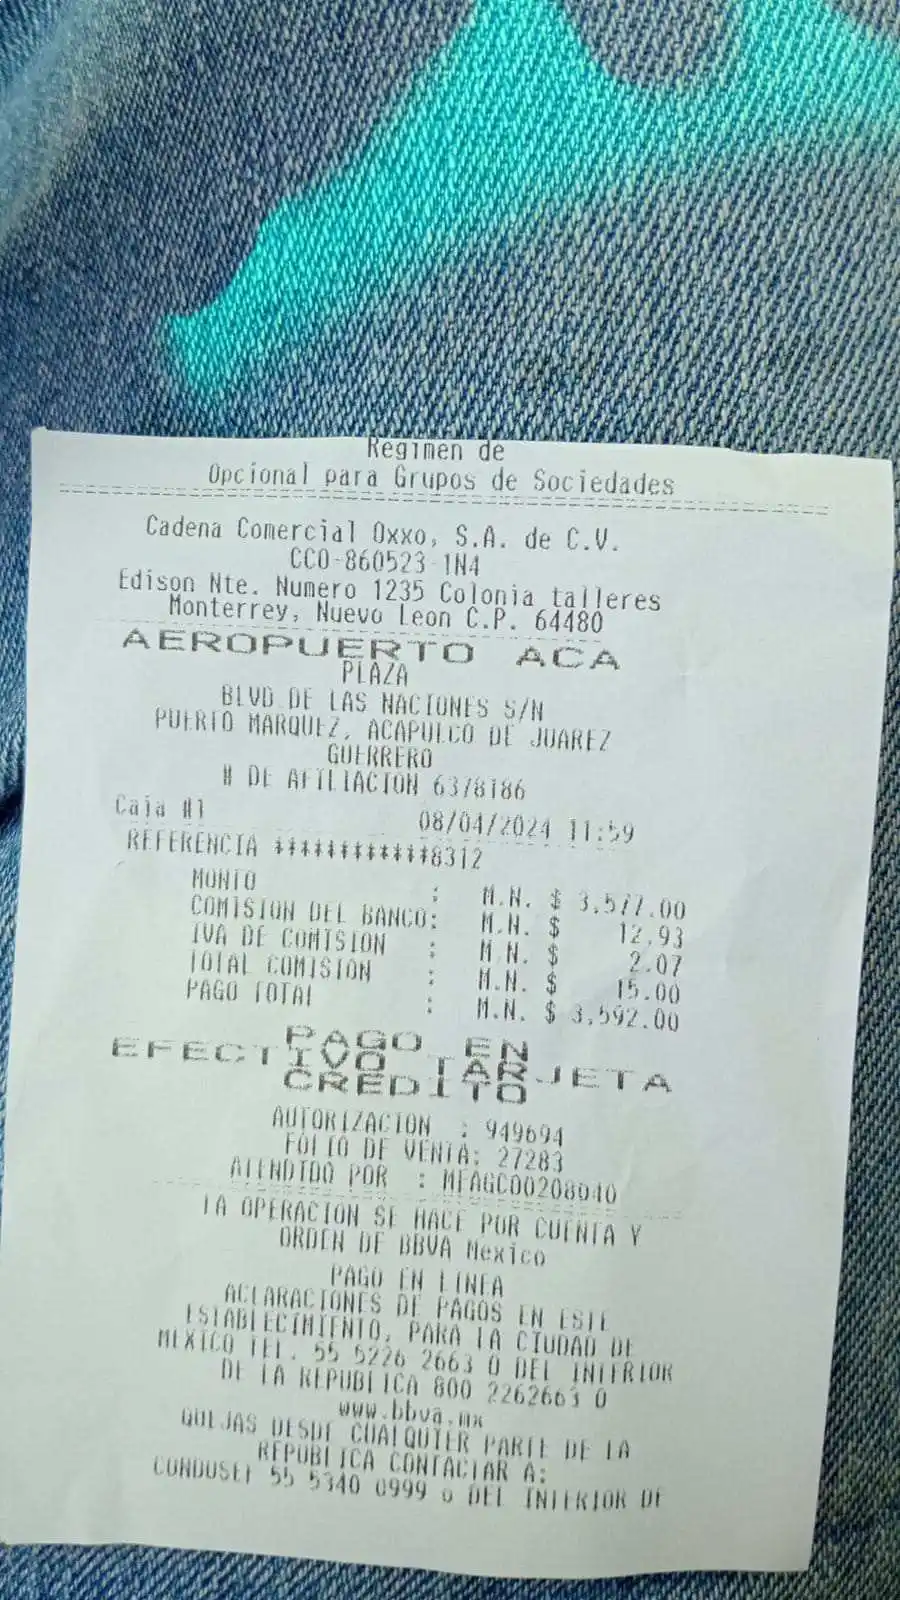 Regimen de
Opcional para Grupos de Sociedades
Cadena Comercial Oxxo, S.A. de C.V.
CCO-860523-1N4
Edison Nte. Numero 1235 Colonia talleres
Monterrey, Nuevo Leon C.P. 64480
AEROPUERTO ACA
PLAZA
BLVD DE LAS NACIONES S/N
PUERTO MARQUEZ, ACAPULCO DE JUAREZ
GUERRERO
# DE AFILIACION 6378186
Caja #1 08/04/2024 11:59
REFERENCIA ************8312
MONTO : M.N. $ 3,577.00
COMISION DEL BANCO: M.N. $ 12.93
IVA DE COMISION : M.N. $ 2.07
TOTAL COMISION : M.N. $ 15.00
PAGO TOTAL : M.N. $ 3,592.00
PAGO EN
EFECTIVO TARJETA
CREDITO
AUTORIZACION : 949694
FOLIO DE VENTA: 27283
ATENDIDO POR : MFAGC00208040
LA OPERACION SE HACE POR CUENTA Y
ORDEN DE BBVA Mexico
PAGO EN LINEA
ACLARACIONES DE PAGOS EN ESTE
ESTABLECIMIENTO, PARA LA CIUDAD DE
MEXICO TEL. 55 5226 2663 O DEL INTERIOR
DE LA REPUBLICA 800 2262663 O
www.bbva.mx
QUEJAS DESDE CUALQUIER PARTE DE LA
REPUBLICA CONTACTAR A:
CONDUSEF 55 5340 0999 o DEL INTERIOR DE